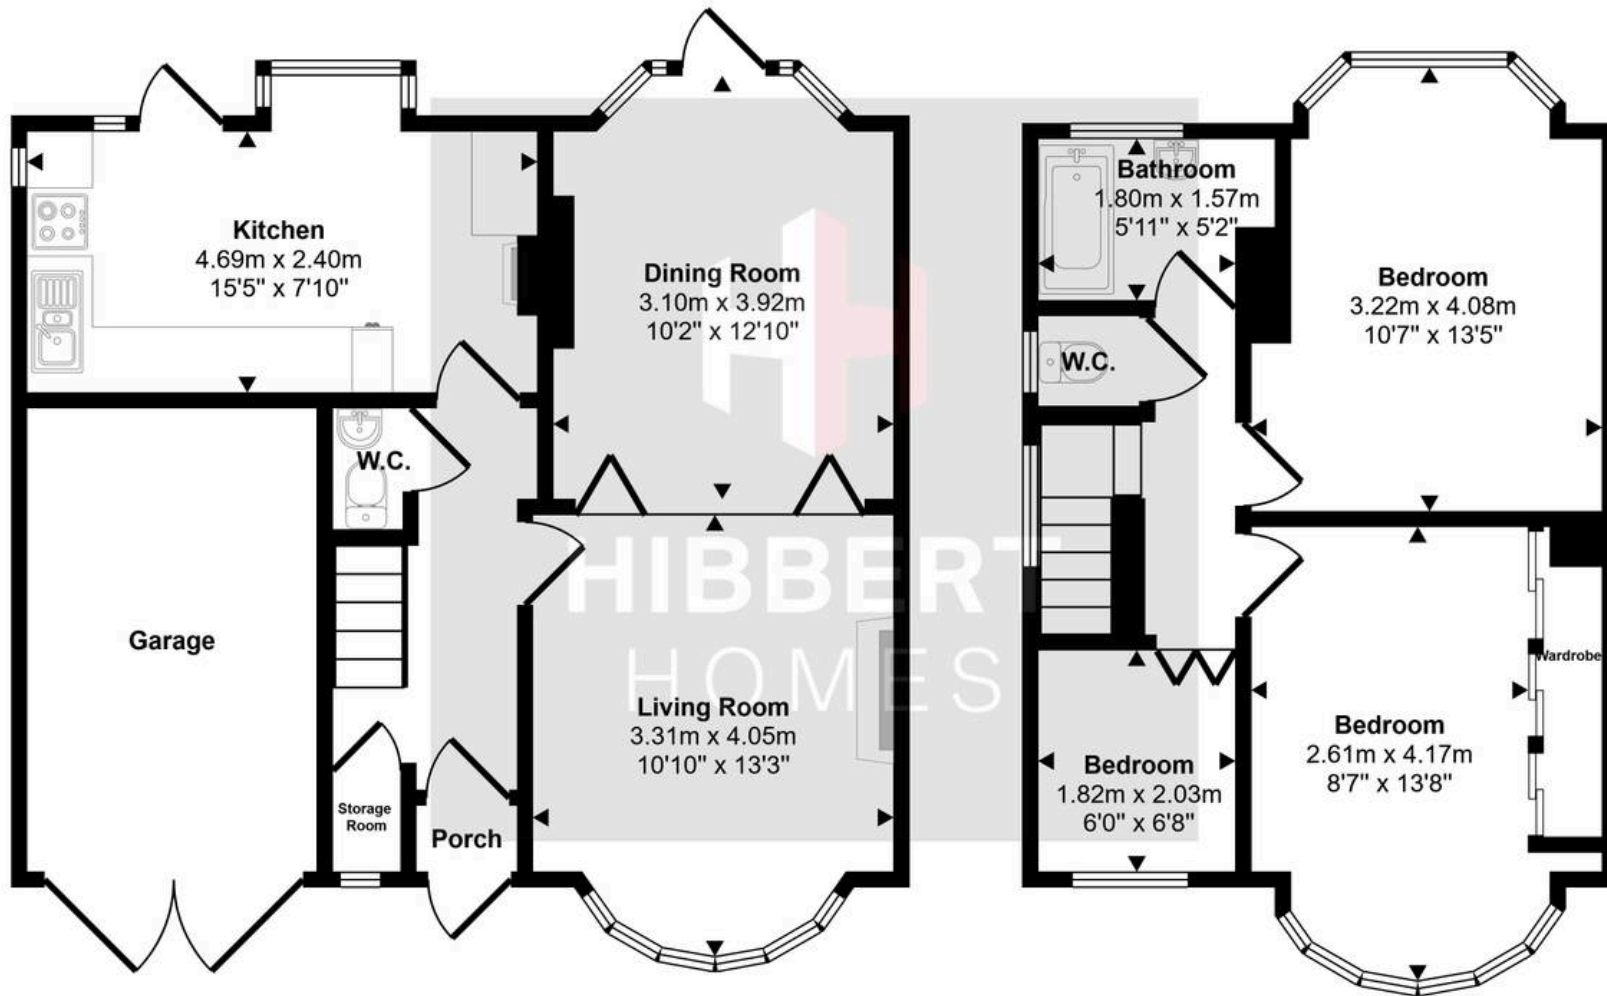 Kitchen
4.69m x 2.40m
15'5" x 7'10"
Dining Room
3.10m x 3.92m
10'2" x 12'10"
W.C.
Garage
Living Room
3.31m x 4.05m
10'10" x 13'3"
Storage
Room
Porch
HIBBERT
HOMES
Bathroom
1.80m x 1.57m
5'11" x 5'2"
W.C.
Bedroom
3.22m x 4.08m
10'7" x 13'5"
Wardrobe
Bedroom
2.61m x 4.17m
8'7" x 13'8"
Bedroom
1.82m x 2.03m
6'0" x 6'8"